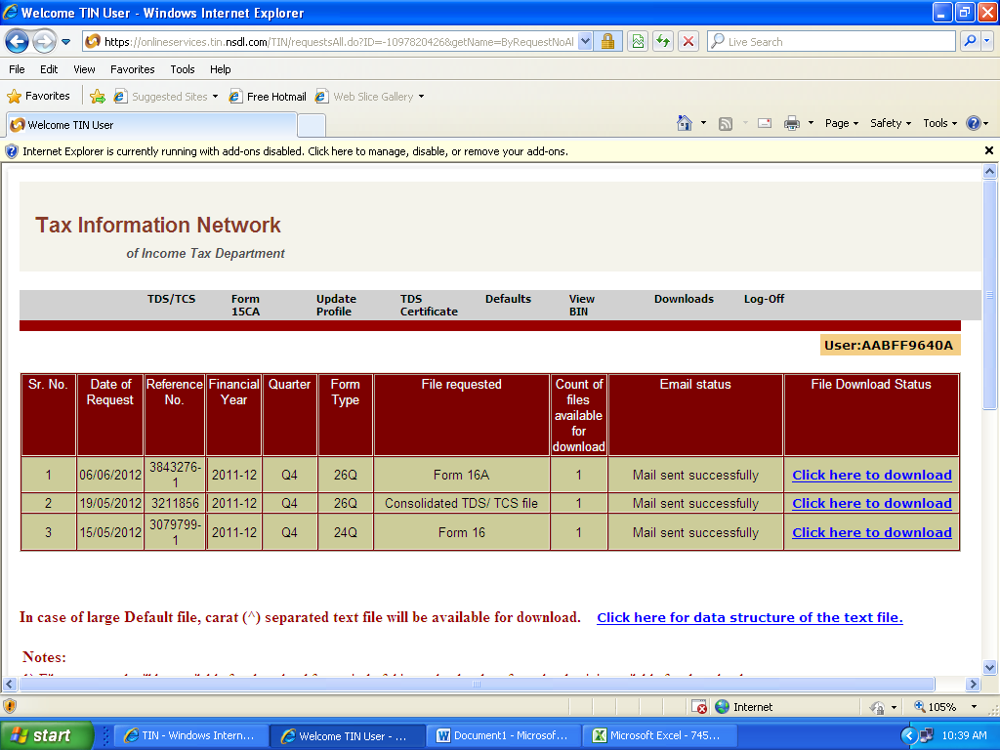 Welcome TIN User - Windows Internet Explorer
https://onlineservices.tin.nsdl.com/TIN/requestsAll.do?ID=-1097820426&getName=ByRequestNoAl
Live Search
File Edit View Favorites Tools Help
Favorites Suggested Sites Free Hotmail Web Slice Gallery
Welcome TIN User
Page Safety Tools
Internet Explorer is currently running with add-ons disabled. Click here to manage, disable, or remove your add-ons.
Tax Information Network
of Income Tax Department
TDS/TCS Form 15CA Update Profile TDS Certificate Defaults View BIN Downloads Log-Off
User:AABFF9640A
Sr. No. Date of Request Reference No. Financial Year Quarter Form Type File requested Count of files available for download Email status File Download Status
1 06/06/2012 3843276-1 2011-12 Q4 26Q Form 16A 1 Mail sent successfully Click here to download
2 19/05/2012 3211856 2011-12 Q4 26Q Consolidated TDS/ TCS file 1 Mail sent successfully Click here to download
3 15/05/2012 3079799-1 2011-12 Q4 24Q Form 16 1 Mail sent successfully Click here to download
In case of large Default file, carat (^) separated text file will be available for download. Click here for data structure of the text file.
Notes:
Internet 105%
start TIN - Windows Intern... Welcome TIN User - ... Document1 - Microsof... Microsoft Excel - 745... 10:39 AM